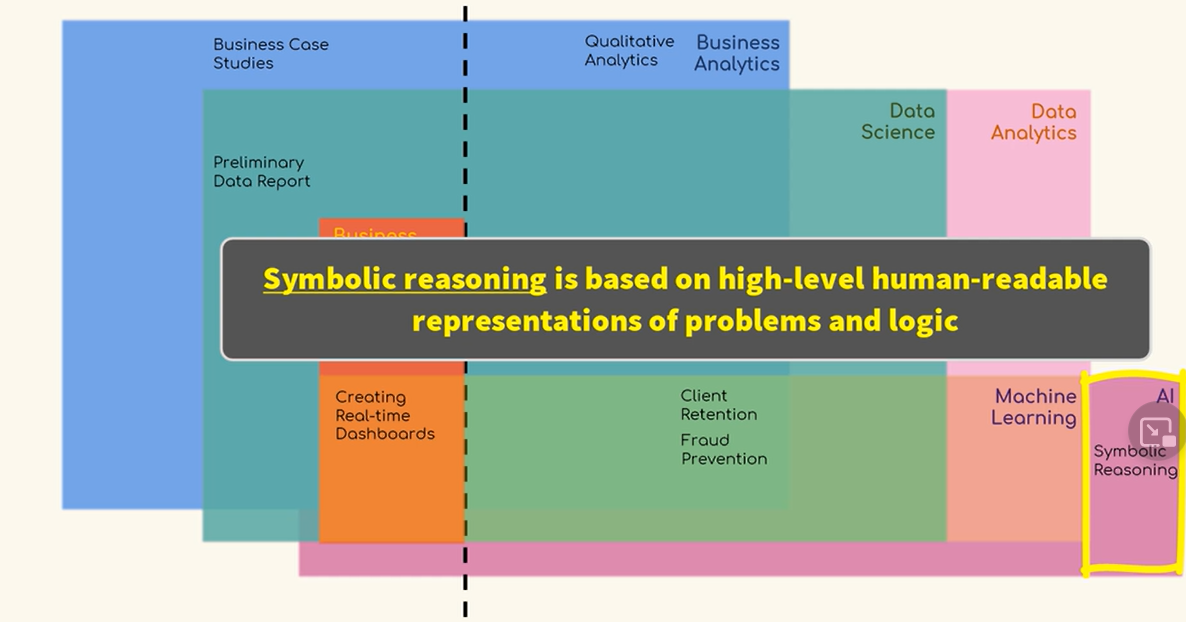 Business Case
Studies
Qualitative
Analytics
Business
Analytics
Data
Science
Data
Analytics
Preliminary
Data Report
Business
Symbolic reasoning is based on high-level human-readable
representations of problems and logic
Creating
Real-time
Dashboards
Client
Retention
Fraud
Prevention
Machine
Learning
AI
Symbolic
Reasoning